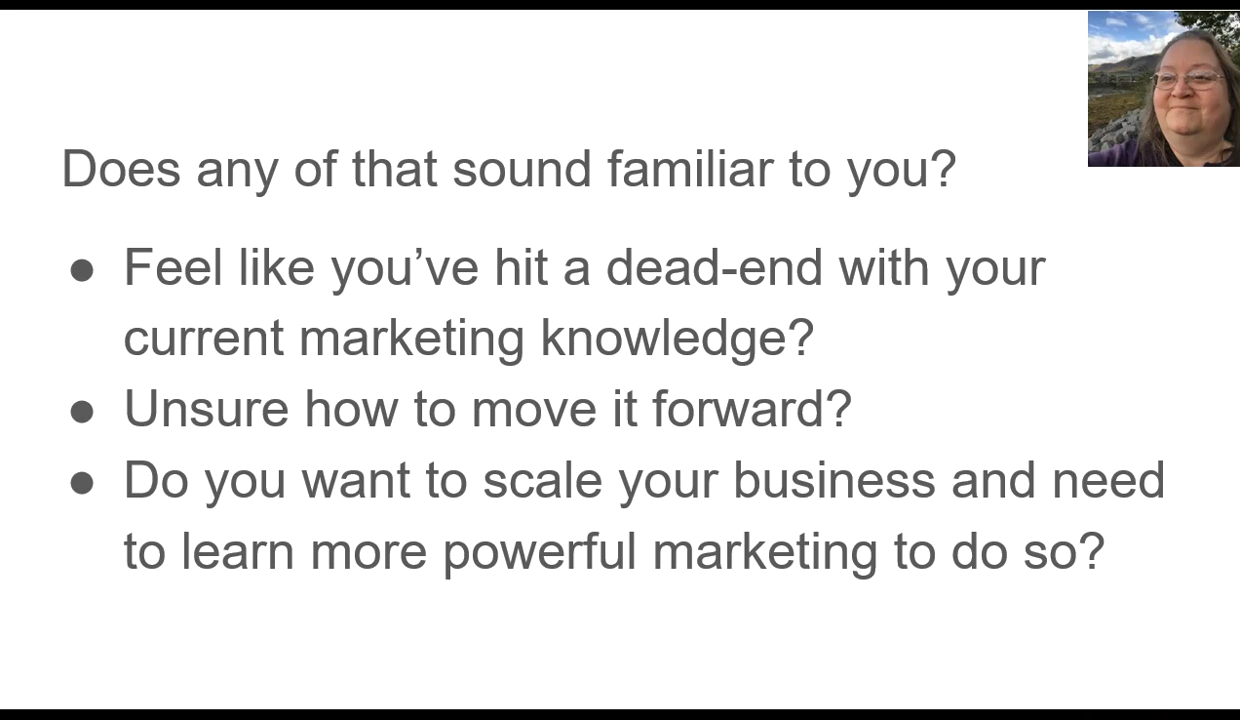 Does any of that sound familiar to you?
● Feel like you’ve hit a dead-end with your
current marketing knowledge?
● Unsure how to move it forward?
● Do you want to scale your business and need
to learn more powerful marketing to do so?